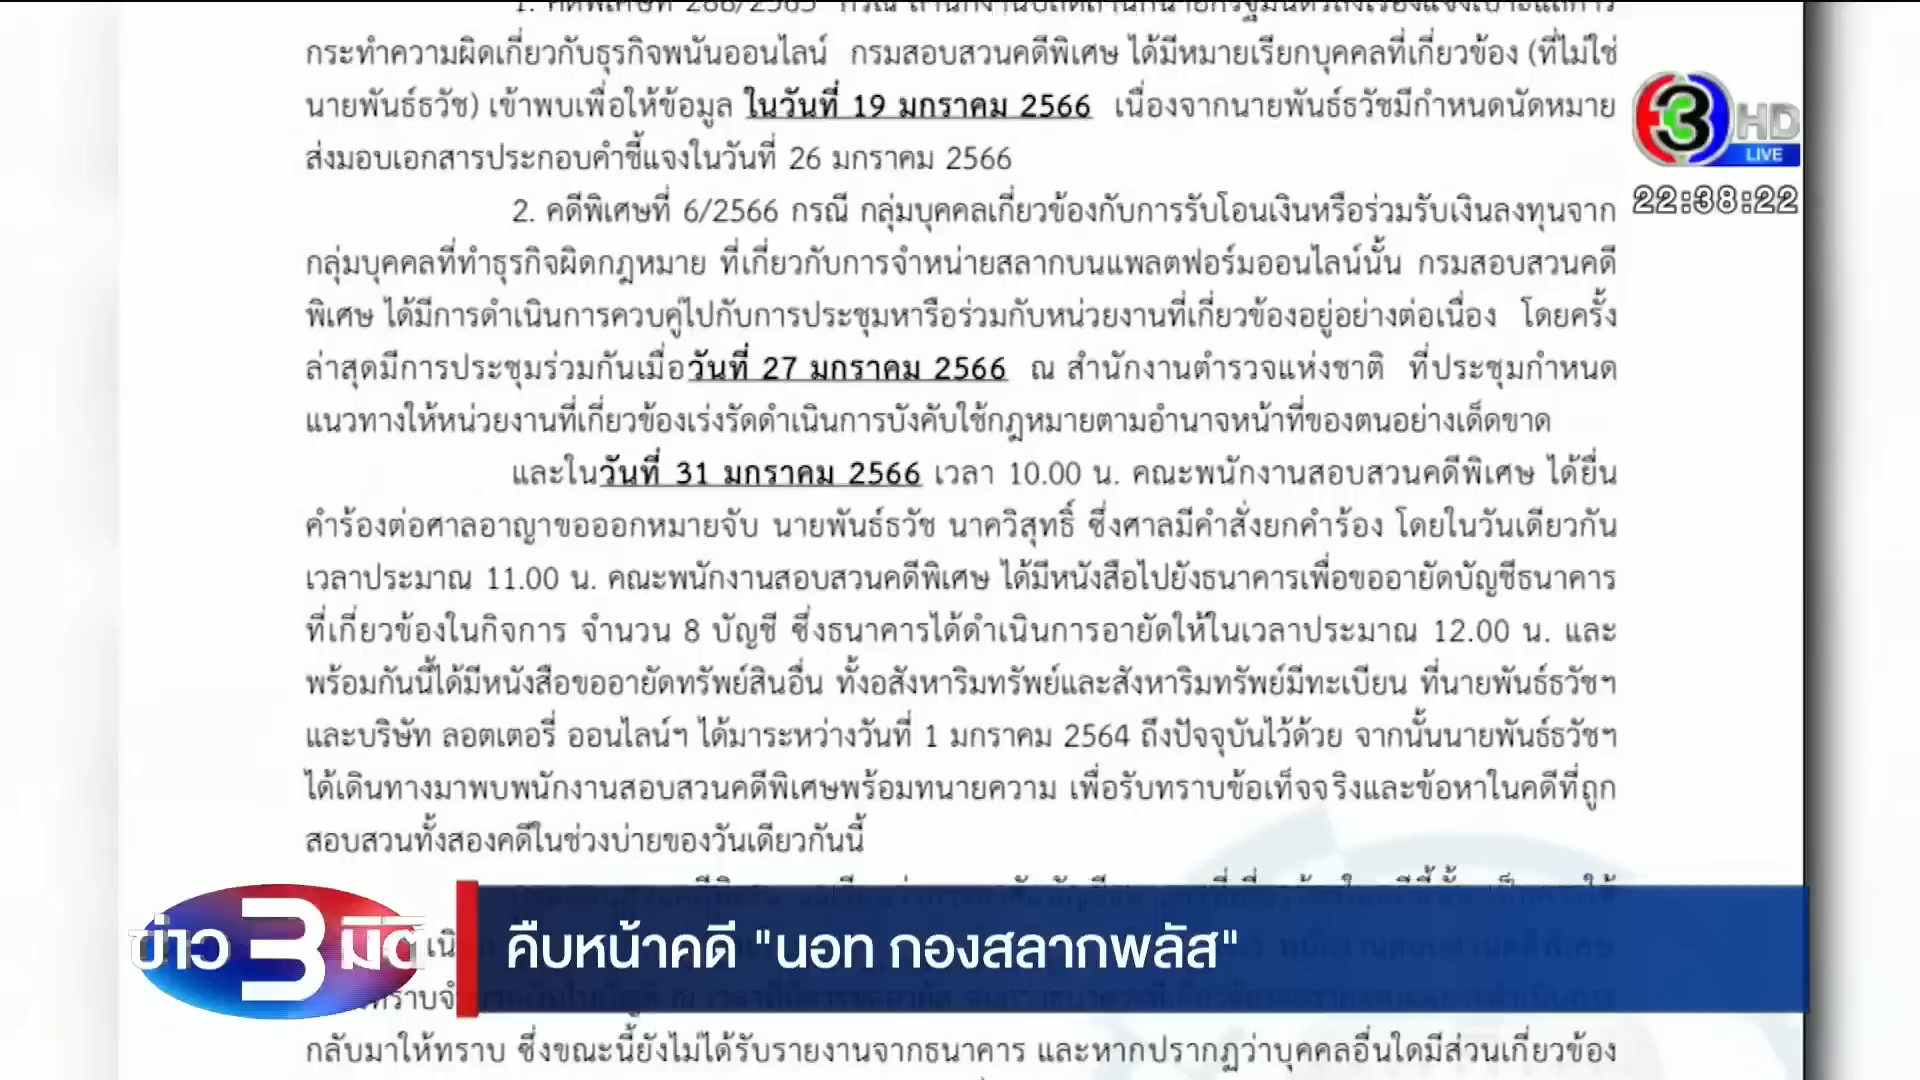 1. คดีพิเศษที่ 288/2565 กรณี สำนักงานปลัดสำนักนายกรัฐมนตรีส่งเรื่องแจ้งเบาะแสการ
กระทำความผิดเกี่ยวกับธุรกิจพนันออนไลน์ กรมสอบสวนคดีพิเศษ ได้มีหมายเรียกบุคคลที่เกี่ยวข้อง (ที่ไม่ใช่
นายพันธ์ธวัช) เข้าพบเพื่อให้ข้อมูล ในวันที่ 19 มกราคม 2566 เนื่องจากนายพันธ์ธวัชมีกำหนดนัดหมาย
ส่งมอบเอกสารประกอบคำชี้แจงในวันที่ 26 มกราคม 2566
3 HD
LIVE
22:38:22
2. คดีพิเศษที่ 6/2566 กรณี กลุ่มบุคคลเกี่ยวข้องกับการรับโอนเงินหรือร่วมรับเงินลงทุนจาก
กลุ่มบุคคลที่ทำธุรกิจผิดกฎหมาย ที่เกี่ยวกับการจำหน่ายสลากบนแพลตฟอร์มออนไลน์นั้น กรมสอบสวนคดี
พิเศษ ได้มีการดำเนินการควบคู่ไปกับการประชุมหารือร่วมกับหน่วยงานที่เกี่ยวข้องอยู่อย่างต่อเนื่อง โดยครั้ง
ล่าสุดมีการประชุมร่วมกันเมื่อวันที่ 27 มกราคม 2566 ณ สำนักงานตำรวจแห่งชาติ ที่ประชุมกำหนด
แนวทางให้หน่วยงานที่เกี่ยวข้องเร่งรัดดำเนินการบังคับใช้กฎหมายตามอำนาจหน้าที่ของตนอย่างเด็ดขาด
และในวันที่ 31 มกราคม 2566 เวลา 10.00 น. คณะพนักงานสอบสวนคดีพิเศษ ได้ยื่น
คำร้องต่อศาลอาญาขอออกหมายจับ นายพันธ์ธวัช นาควิสุทธิ์ ซึ่งศาลมีคำสั่งยกคำร้อง โดยในวันเดียวกัน
เวลาประมาณ 11.00 น. คณะพนักงานสอบสวนคดีพิเศษ ได้มีหนังสือไปยังธนาคารเพื่อขออายัดบัญชีธนาคาร
ที่เกี่ยวข้องในกิจการ จำนวน 8 บัญชี ซึ่งธนาคารได้ดำเนินการอายัดให้ในเวลาประมาณ 12.00 น. และ
พร้อมกันนี้ได้มีหนังสือขออายัดทรัพย์สินอื่น ทั้งอสังหาริมทรัพย์และสังหาริมทรัพย์มีทะเบียน ที่นายพันธ์ธวัชฯ
และบริษัท ลอตเตอรี่ ออนไลน์ฯ ได้มาระหว่างวันที่ 1 มกราคม 2564 ถึงปัจจุบันไว้ด้วย จากนั้นนายพันธ์ธวัชฯ
ได้เดินทางมาพบพนักงานสอบสวนคดีพิเศษพร้อมทนายความ เพื่อรับทราบข้อเท็จจริงและข้อหาในคดีที่ถูก
สอบสวนทั้งสองคดีในช่วงบ่ายของวันเดียวกันนี้
ข่าว 3 มิติ
คืบหน้าคดี "นอท กองสลากพลัส"
กลับมาให้ทราบ ซึ่งขณะนี้ยังไม่ได้รับรายงานจากธนาคาร และหากปรากฏว่าบุคคลอื่นใดมีส่วนเกี่ยวข้อง